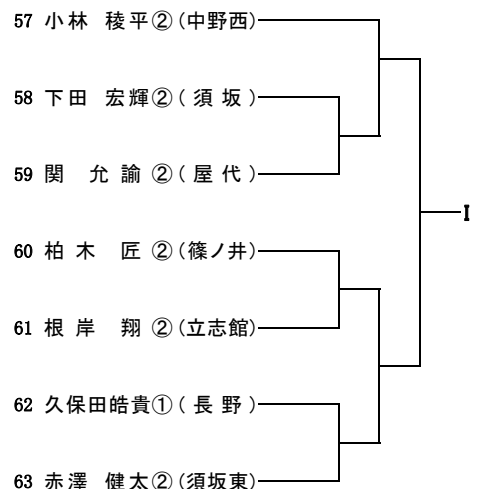 57 小林 稜平②(中野西)
58 下田 宏輝②(須坂)
59 関 允諭②(屋代)
I
60 柏木 匠②(篠ノ井)
61 根岸 翔②(立志館)
62 久保田皓貴①(長野)
63 赤澤 健太②(須坂東)